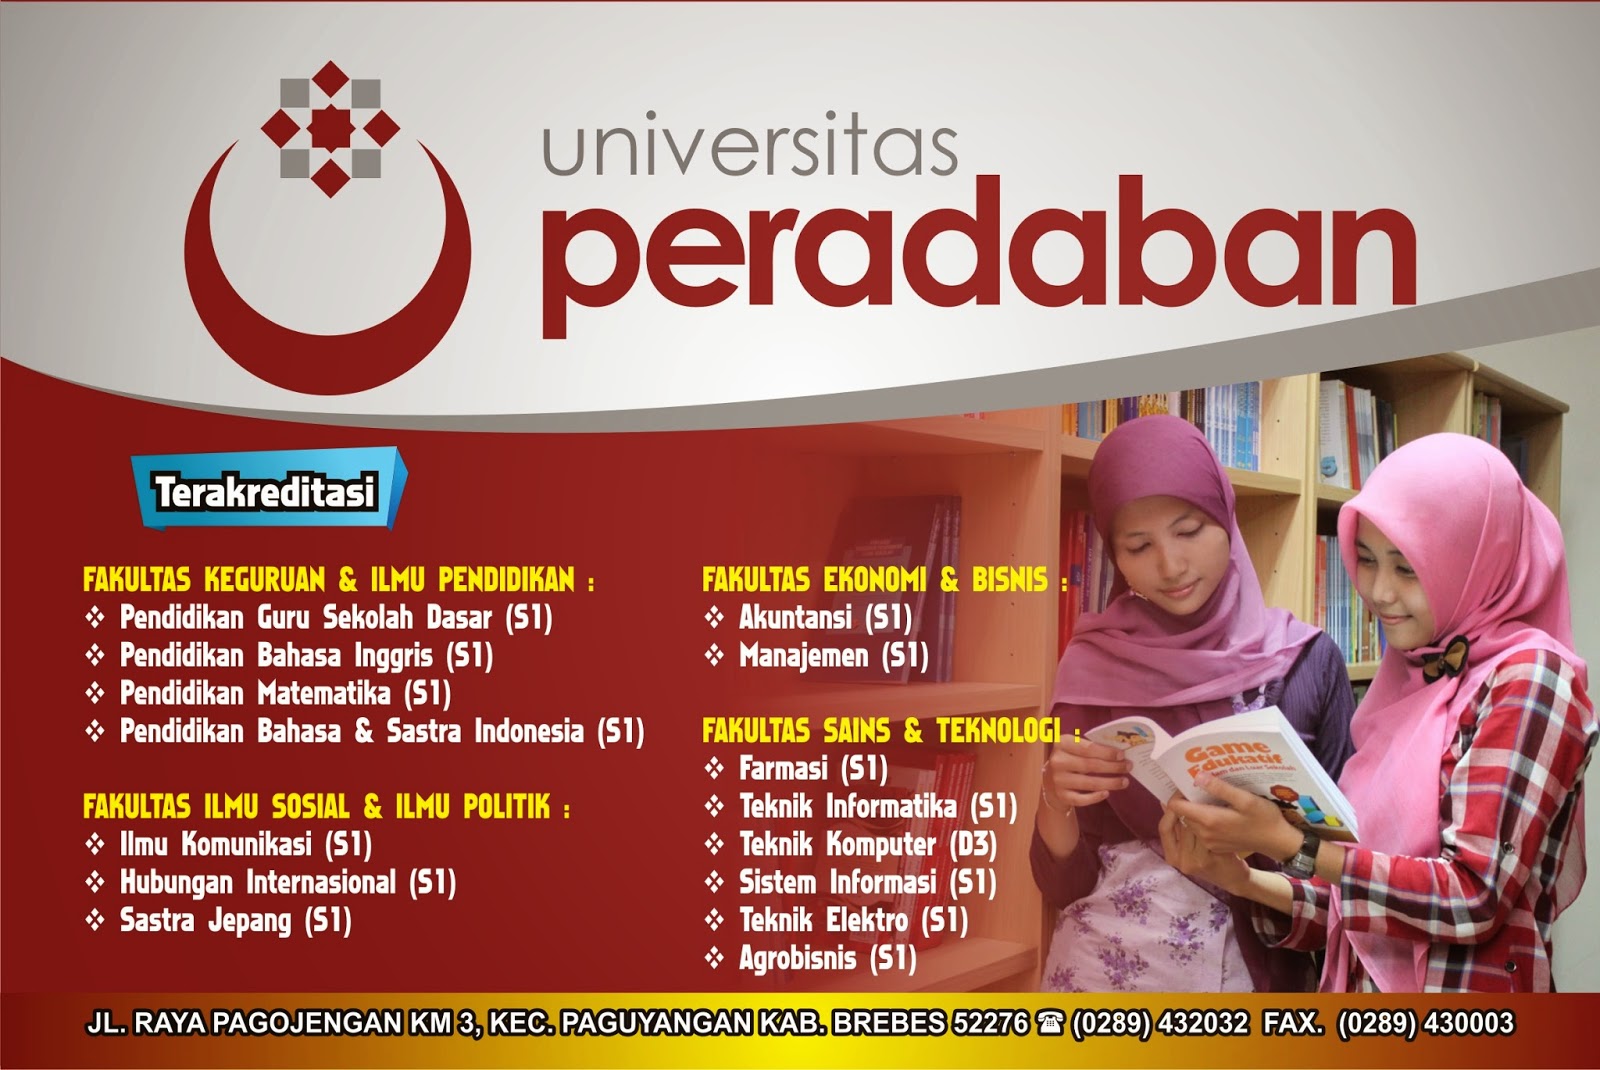 universitas
peradaban
Terakreditasi
FAKULTAS KEGURUAN & ILMU PENDIDIKAN :
❖ Pendidikan Guru Sekolah Dasar (S1)
❖ Pendidikan Bahasa Inggris (S1)
❖ Pendidikan Matematika (S1)
❖ Pendidikan Bahasa & Sastra Indonesia (S1)
FAKULTAS ILMU SOSIAL & ILMU POLITIK :
❖ Ilmu Komunikasi (S1)
❖ Hubungan Internasional (S1)
❖ Sastra Jepang (S1)
FAKULTAS EKONOMI & BISNIS :
❖ Akuntansi (S1)
❖ Manajemen (S1)
FAKULTAS SAINS & TEKNOLOGI :
❖ Farmasi (S1)
❖ Teknik Informatika (S1)
❖ Teknik Komputer (D3)
❖ Sistem Informasi (S1)
❖ Teknik Elektro (S1)
❖ Agrobisnis (S1)
Game
Edukatif
dan Luar Sekolah
JL. RAYA PAGOJENGAN KM 3, KEC. PAGUYANGAN KAB. BREBES 52276 ☎ (0289) 432032 FAX. (0289) 430003